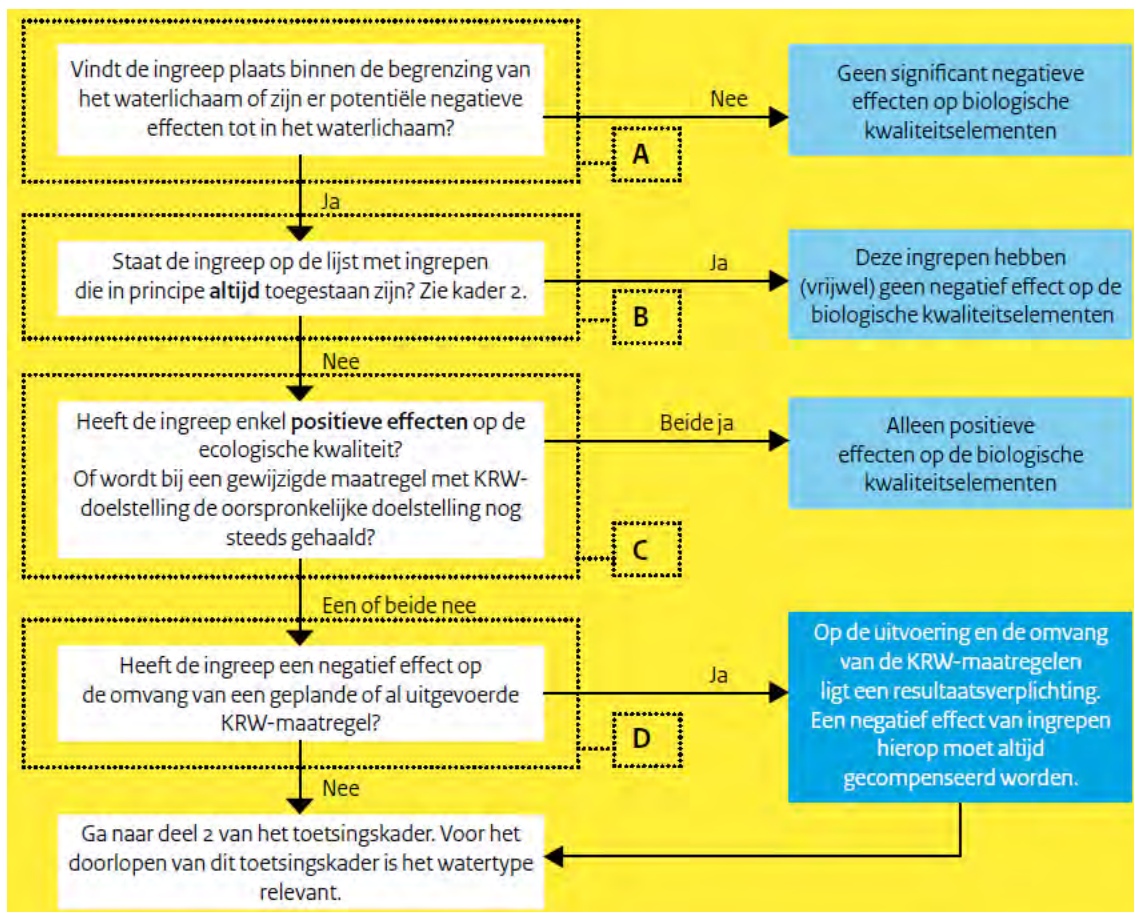 Vindt de ingreep plaats binnen de begrenzing van
het waterlichaam of zijn er potentiële negatieve
effecten tot in het waterlichaam?
Nee
Geen significant negatieve
effecten op biologische
kwaliteitselementen
A
Ja
Staat de ingreep op de lijst met ingrepen
die in principe altijd toegestaan zijn? Zie kader 2.
Ja
Deze ingrepen hebben
(vrijwel) geen negatief effect op de
biologische kwaliteitselementen
B
Nee
Heeft de ingreep enkel positieve effecten op de
ecologische kwaliteit?
Of wordt bij een gewijzigde maatregel met KRW-
doelstelling de oorspronkelijke doelstelling nog
steeds gehaald?
Beide ja
Alleen positieve
effecten op de biologische
kwaliteitselementen
C
Een of beide nee
Heeft de ingreep een negatief effect op
de omvang van een geplande of al uitgevoerde
KRW-maatregel?
Ja
Op de uitvoering en de omvang
van de KRW-maatregelen
ligt een resultaatsverplichting.
Een negatief effect van ingrepen
hierop moet altijd
gecompenseerd worden.
D
Nee
Ga naar deel 2 van het toetsingskader. Voor het
doorlopen van dit toetsingskader is het watertype
relevant.